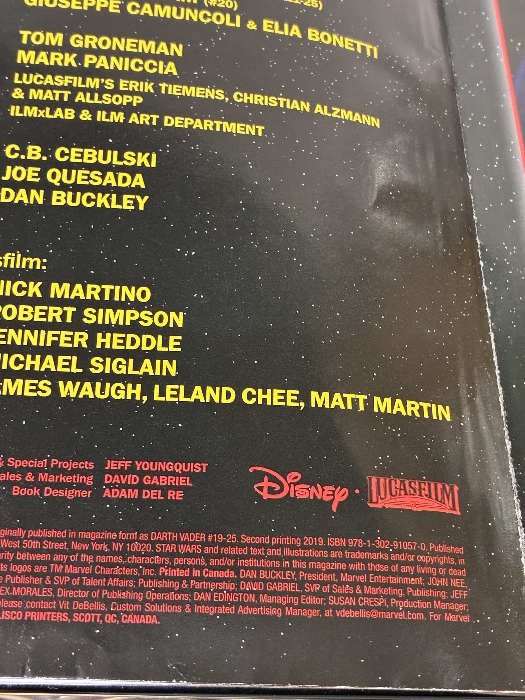 (#20)
GIUSEPPE CAMUNCOLI & ELIA BONETTI
TOM GRONEMAN
MARK PANICCIA
LUCASFILM'S ERIK TIEMENS, CHRISTIAN ALZMANN
& MATT ALLSOPP
ILMxLAB & ILM ART DEPARTMENT
C.B. CEBULSKI
JOE QUESADA
DAN BUCKLEY
sfilm:
ICK MARTINO
OBERT SIMPSON
ENNIFER HEDDLE
ICHAEL SIGLAIN
MES WAUGH, LELAND CHEE, MATT MARTIN
& Special Projects JEFF YOUNGQUIST
ales & Marketing DAVID GABRIEL
Book Designer ADAM DEL RE
Disney · LUCASFILM
ginally published in magazine form as DARTH VADER #19-25. Second printing 2019. ISBN 978-1-302-91057-0. Published
West 50th Street, New York, NY 10020. STAR WARS and related text and illustrations are trademarks and/or copyrights, in
rity between any of the names, characters, persons, and/or institutions in this magazine with those of any living or dead
ts logos are TM Marvel Characters, Inc. Printed in Canada. DAN BUCKLEY, President, Marvel Entertainment; JOHN NEE,
e Publisher & SVP of Talent Affairs; Publishing & Partnership; DAVID GABRIEL, SVP of Sales & Marketing, Publishing; JEFF
EX MORALES, Director of Publishing Operations; DAN EDINGTON, Managing Editor; SUSAN CRESPI, Production Manager;
lease contact Vit DeBellis, Custom Solutions & Integrated Advertising Manager, at vdebellis@marvel.com. For Marvel
LISCO PRINTERS, SCOTT, QC, CANADA.